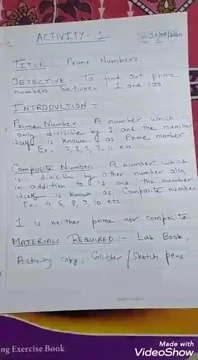 ACTIVITY - 1
TITLE : Prime Numbers
OBJECTIVE :- To find out prime
numbers between 1 and 100
INTRODUCTION -
Prime Number :- A number which is
only divisible by 1 and the number
itself is known as Prime number
Ex - 2, 3, 5, 7, 11 etc
Composite Number : A number which
is divisible by other number also
in addition to 1 and the number
itself is known as Composite number
Ex. 4, 6, 8, 9, 10 etc
1 is neither prime nor composite
MATERIALS REQUIRED :- Lab Book,
Activity copy, Glitter / Sketch pens
ng Exercise Book
Made with
VideoShow